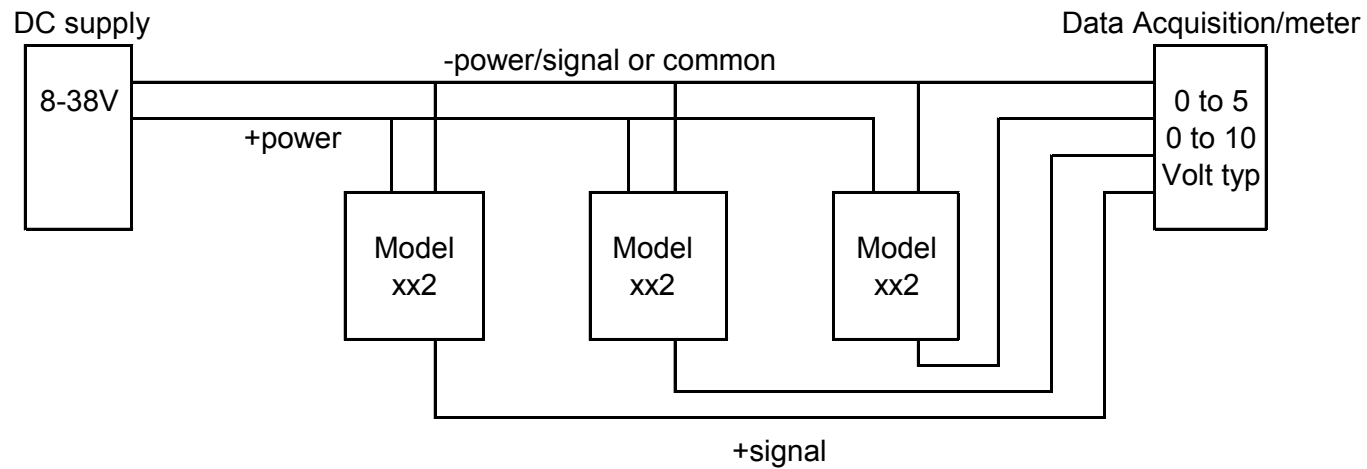 DC supply
Data Acquisition/meter
-power/signal or common
8-38V
+power
0 to 5
0 to 10
Volt typ
Model
xx2
Model
xx2
Model
xx2
+signal